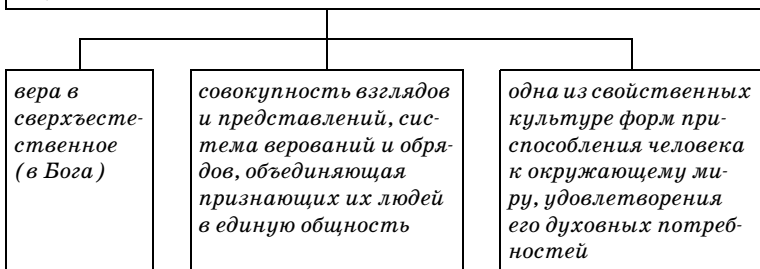 вера в
сверхъесте-
ственное
(в Бога)
совокупность взглядов
и представлений, сис-
тема верований и обря-
дов, объединяющая
признающих их людей
в единую общность
одна из свойственных
культуре форм при-
способления человека
к окружающему ми-
ру, удовлетворения
его духовных потреб-
ностей